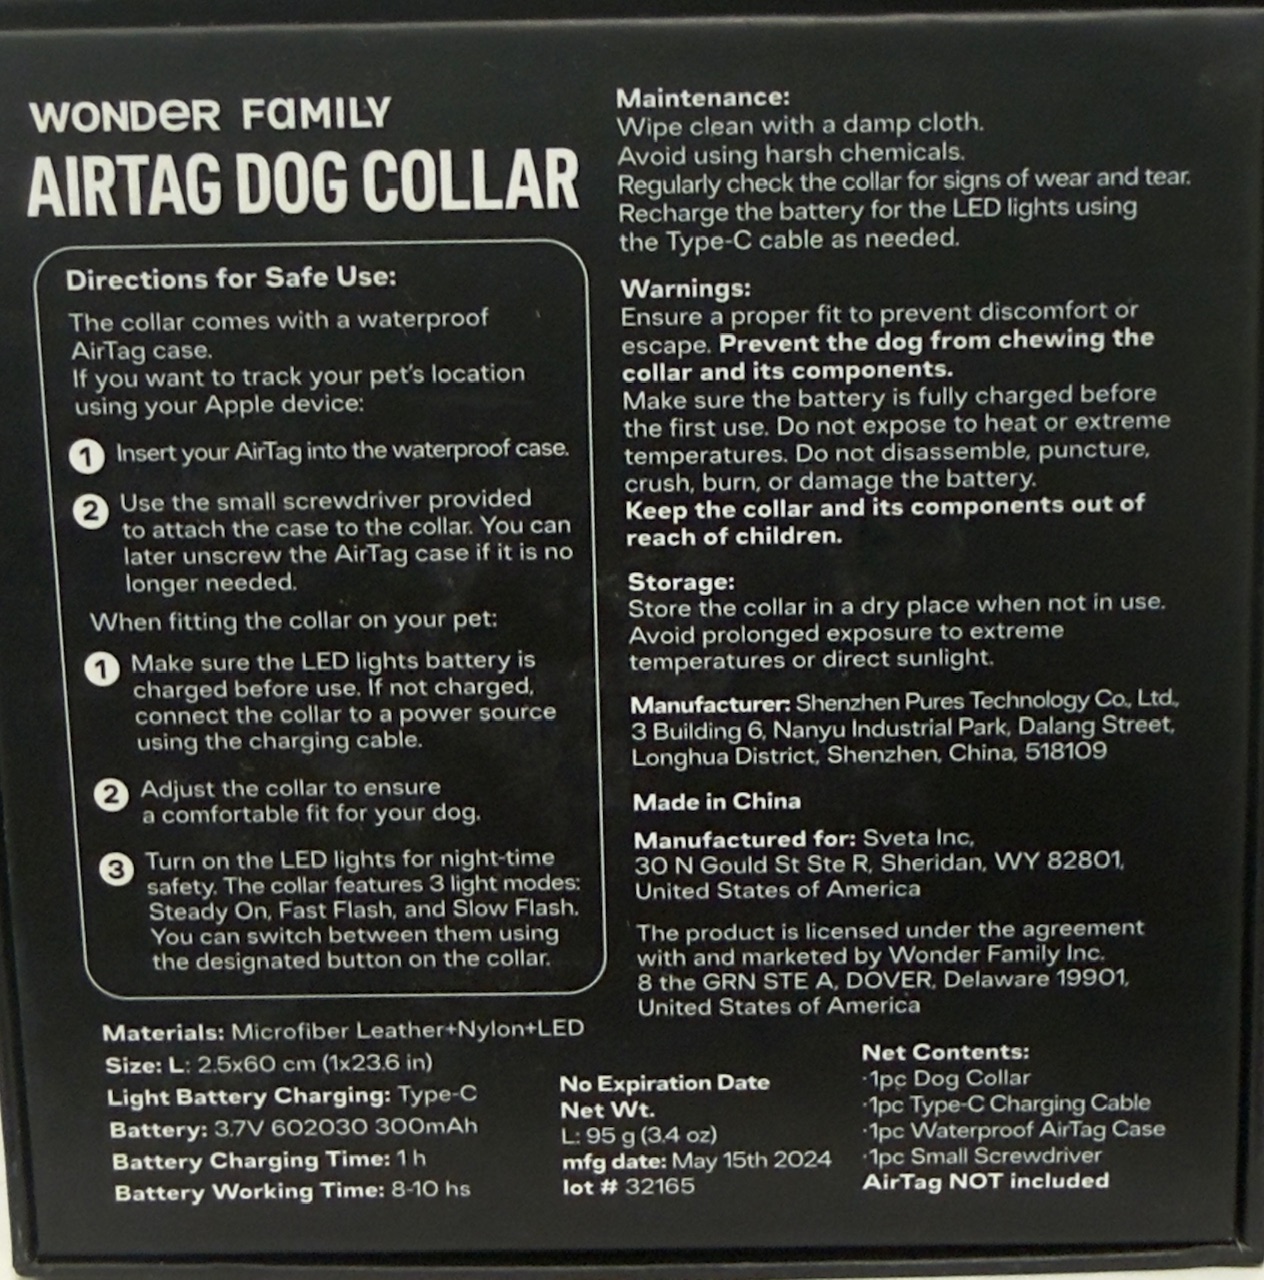 WONDER FAMILY
AIRTAG DOG COLLAR
Directions for Safe Use:
The collar comes with a waterproof
AirTag case.
If you want to track your pet's location
using your Apple device:
1 Insert your AirTag into the waterproof case.
2 Use the small screwdriver provided
to attach the case to the collar. You can
later unscrew the AirTag case if it is no
longer needed.
When fitting the collar on your pet:
1 Make sure the LED lights battery is
charged before use. If not charged,
connect the collar to a power source
using the charging cable.
2 Adjust the collar to ensure
a comfortable fit for your dog.
3 Turn on the LED lights for night-time
safety. The collar features 3 light modes:
Steady On, Fast Flash, and Slow Flash.
You can switch between them using
the designated button on the collar.
Materials: Microfiber Leather+Nylon+LED
Size: L: 2.5x60 cm (1x23.6 in)
Light Battery Charging: Type-C
Battery: 3.7V 602030 300mAh
Battery Charging Time: 1 h
Battery Working Time: 8-10 hs
Maintenance:
Wipe clean with a damp cloth.
Avoid using harsh chemicals.
Regularly check the collar for signs of wear and tear.
Recharge the battery for the LED lights using
the Type-C cable as needed.
Warnings:
Ensure a proper fit to prevent discomfort or
escape. Prevent the dog from chewing the
collar and its components.
Make sure the battery is fully charged before
the first use. Do not expose to heat or extreme
temperatures. Do not disassemble, puncture,
crush, burn, or damage the battery.
Keep the collar and its components out of
reach of children.
Storage:
Store the collar in a dry place when not in use.
Avoid prolonged exposure to extreme
temperatures or direct sunlight.
Manufacturer: Shenzhen Pures Technology Co., Ltd.,
3 Building 6, Nanyu Industrial Park, Dalang Street,
Longhua District, Shenzhen, China, 518109
Made in China
Manufactured for: Sveta Inc,
30 N Gould St Ste R, Sheridan, WY 82801,
United States of America
The product is licensed under the agreement
with and marketed by Wonder Family Inc.
8 the GRN STE A, DOVER, Delaware 19901,
United States of America
No Expiration Date
Net Wt.
L: 95 g (3.4 oz)
mfg date: May 15th 2024
lot # 32165
Net Contents:
·1pc Dog Collar
·1pc Type-C Charging Cable
·1pc Waterproof AirTag Case
·1pc Small Screwdriver
AirTag NOT included